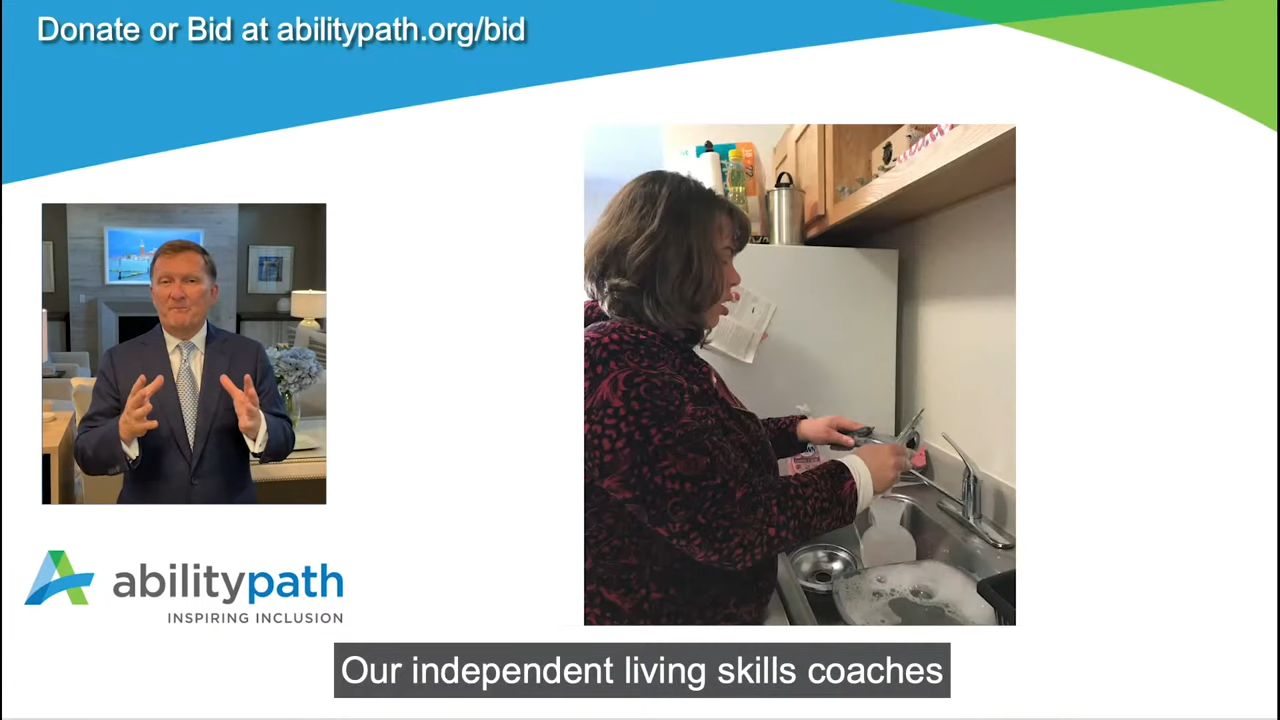 Donate or Bid at abilitypath.org/bid
abilitypath
INSPIRING INCLUSION
Our independent living skills coaches